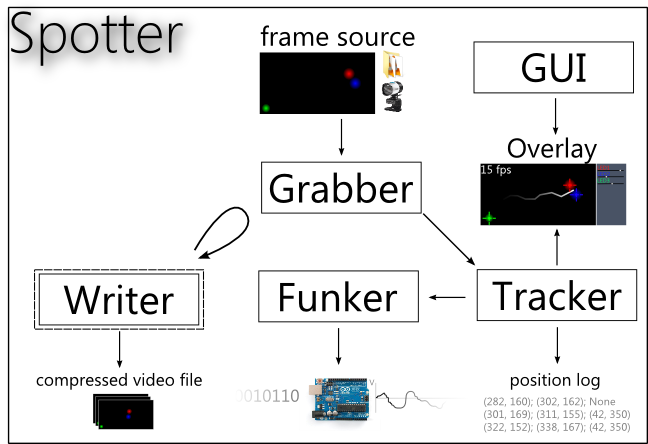 Spotter
frame source
GUI
Overlay
15 fps
Grabber
Writer
Funker
Tracker
compressed video file
0010110
position log
(282, 160); (302, 162); None
(301, 169); (311, 155); (42, 350)
(322, 152); (338, 167); (42, 350)